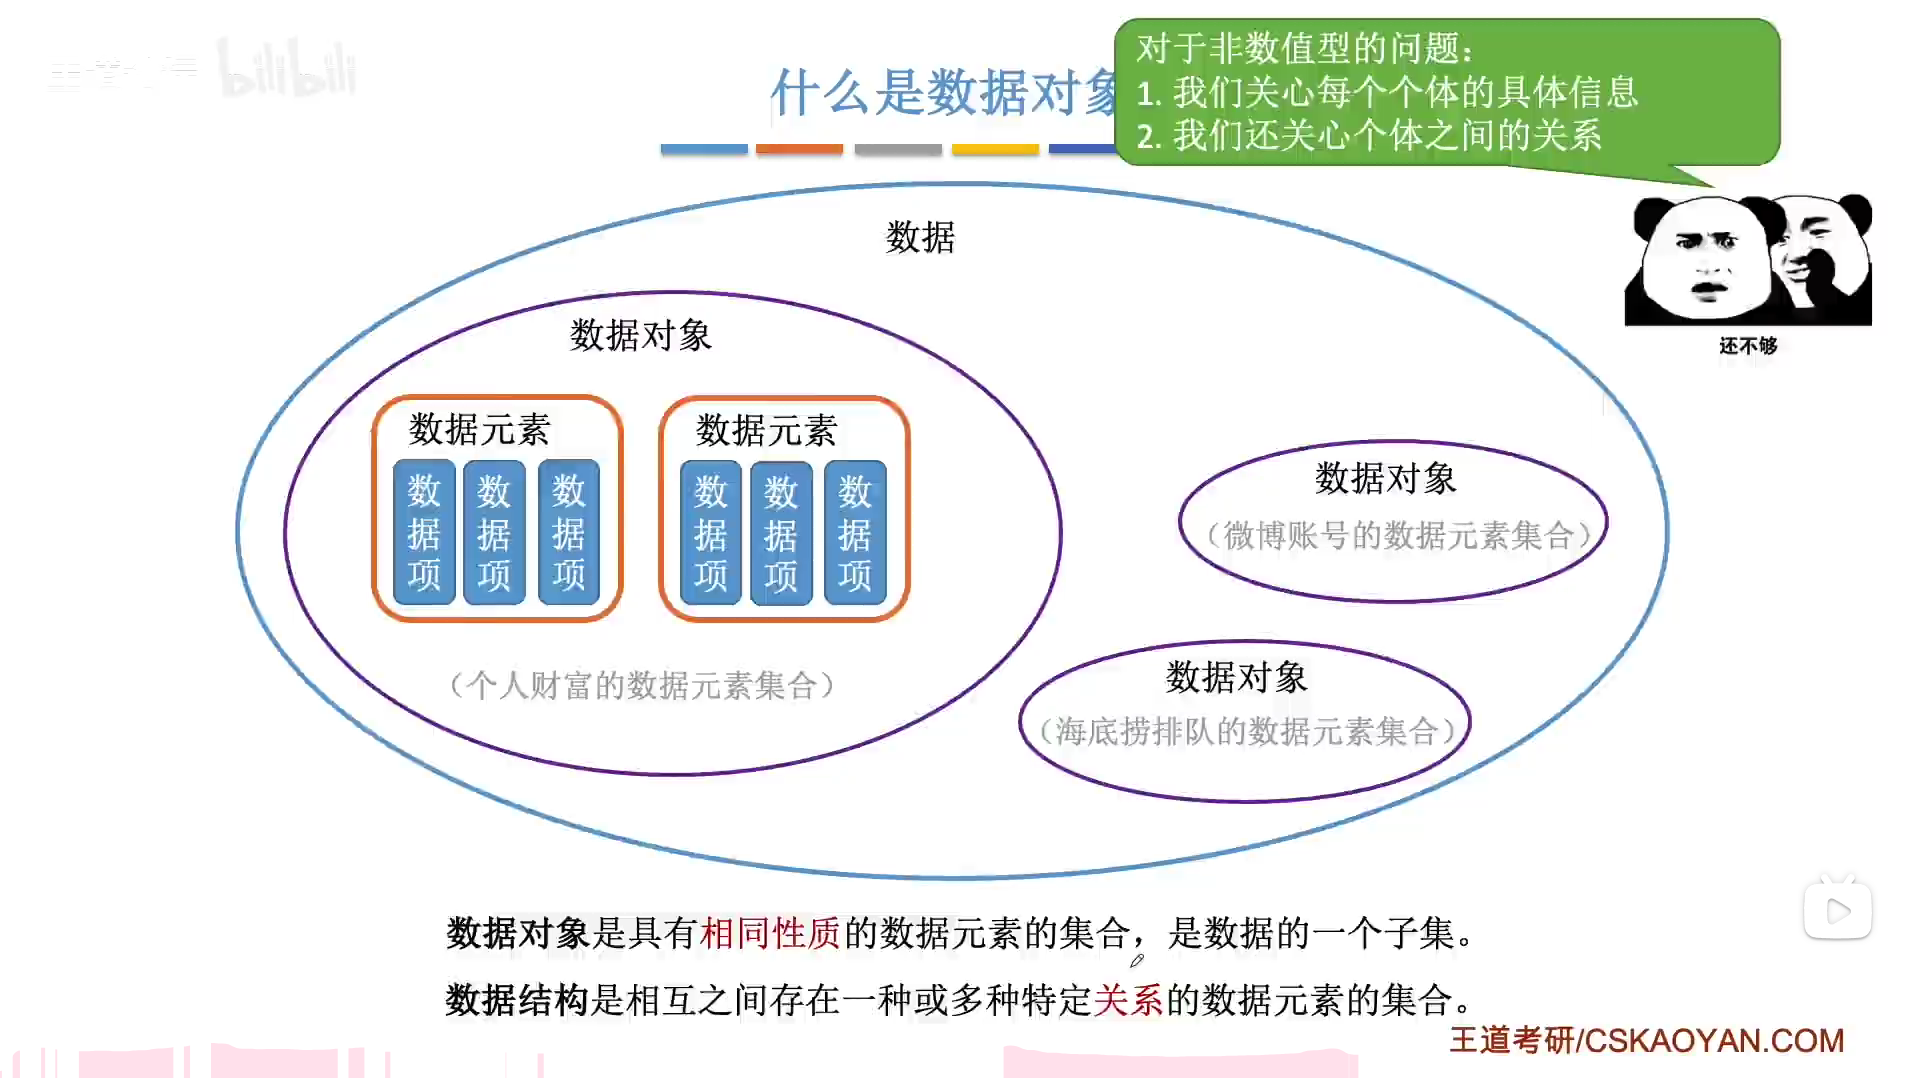 bilibili
什么是数据对象
对于非数值型的问题：
1. 我们关心每个个体的具体信息
2. 我们还关心个体之间的关系
还不够
数据
数据对象
数据元素
数据项
数据项
数据项
数据元素
数据项
数据项
数据项
（个人财富的数据元素集合）
数据对象
（微博账号的数据元素集合）
数据对象
（海底捞排队的数据元素集合）
数据对象是具有相同性质的数据元素的集合，是数据的一个子集。
数据结构是相互之间存在一种或多种特定关系的数据元素的集合。
王道考研/CSKAOYAN.COM